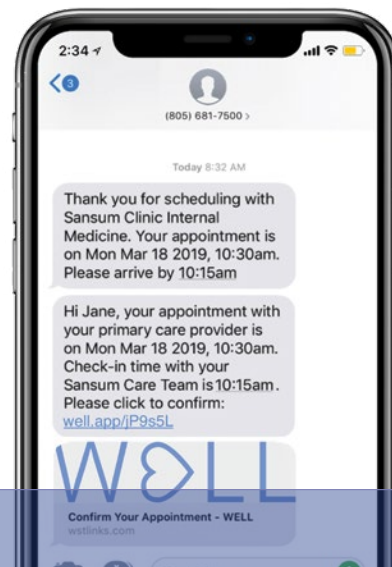 2:34
3
(805) 681-7500 >
Today 8:32 AM
Thank you for scheduling with
Sansum Clinic Internal
Medicine. Your appointment is
on Mon Mar 18 2019, 10:30am.
Please arrive by 10:15am
Hi Jane, your appointment with
your primary care provider is
on Mon Mar 18 2019, 10:30am.
Check-in time with your
Sansum Care Team is 10:15am.
Please click to confirm:
well.app/jP9s5L
WELL
Confirm Your Appointment - WELL
wstlinks.com